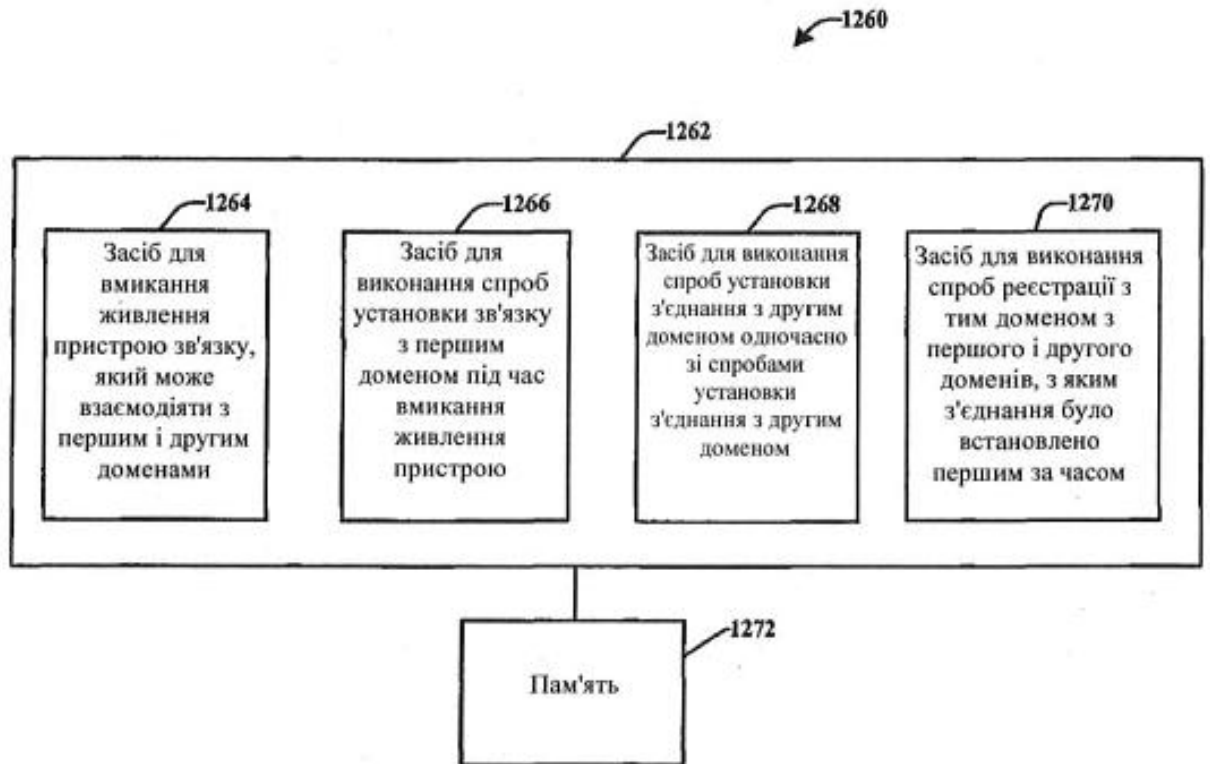 1260
1262
1264
Засіб для
вмикання
живлення
пристрою зв'язку,
який може
взаємодіяти з
першим і другим
доменами
1266
Засіб для
виконання спроб
установки зв'язку
з першим
доменом під час
вмикання
живлення
пристрою
1268
Засіб для виконання
спроб установки
з'єднання з другим
доменом одночасно
зі спробами
установки
з'єднання з другим
доменом
1270
Засіб для виконання
спроб реєстрації з
тим доменом з
першого і другого
доменів, з яким
з'єднання було
встановлено
першим за часом
1272
Пам'ять